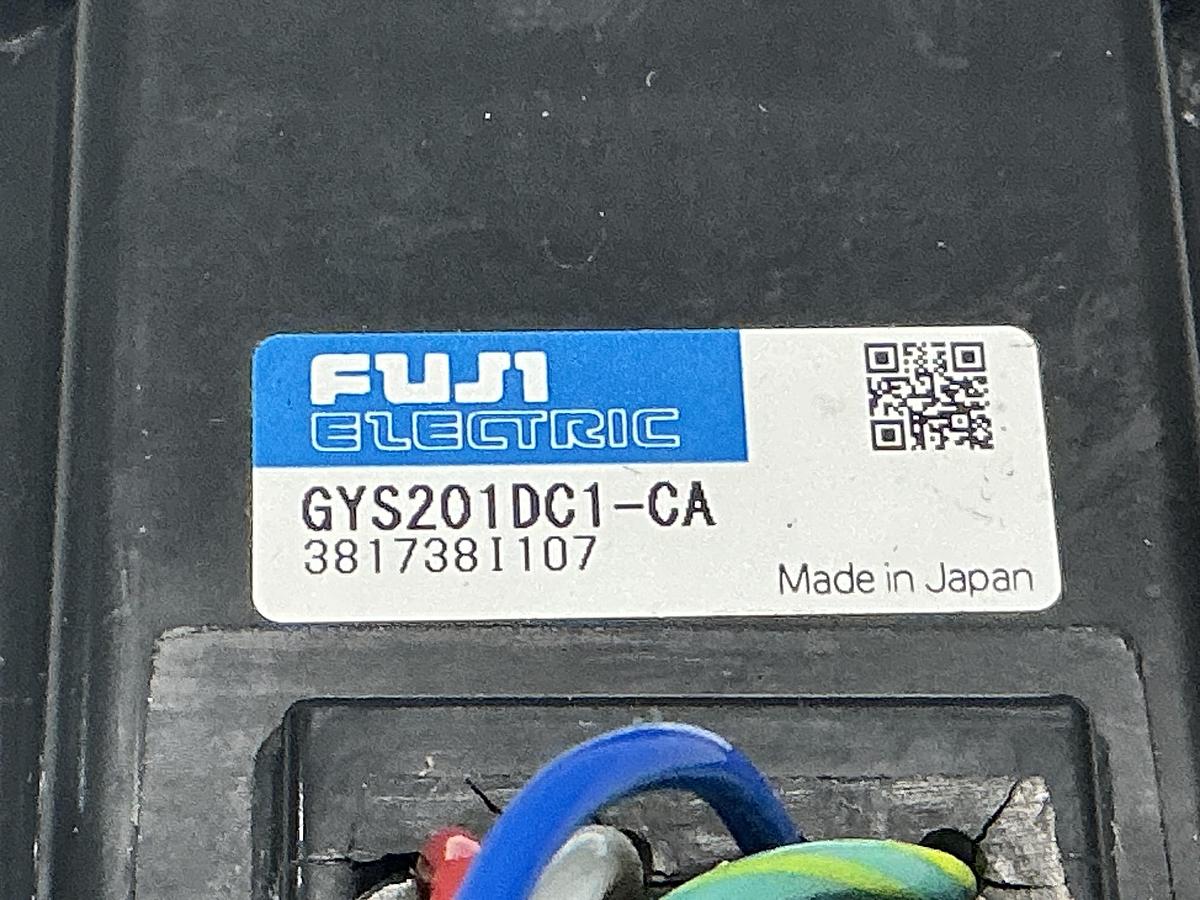 FUJI
ELECTRIC
GYS201DC1-CA
381738I107
Made in Japan